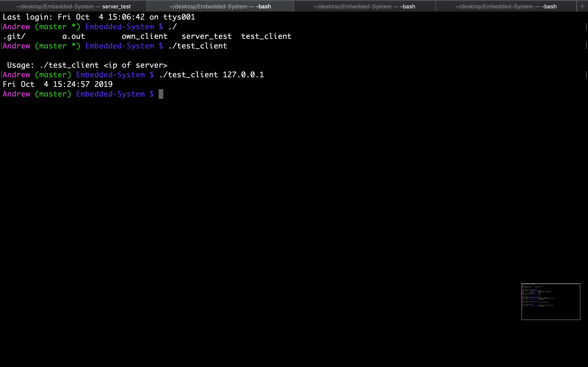 ~/desktop/Embedded-System — server_test
~/desktop/Embedded-System — -bash
~/desktop/Embedded-System — -bash
~/desktop/Embedded-System — -bash
+
Last login: Fri Oct  4 15:06:42 on ttys001
Andrew (master *) Embedded-System $ ./
.git/        a.out        own_client   server_test  test_client
Andrew (master *) Embedded-System $ ./test_client
Usage: ./test_client <ip of server>
Andrew (master) Embedded-System $ ./test_client 127.0.0.1
Fri Oct  4 15:24:57 2019
Andrew (master) Embedded-System $